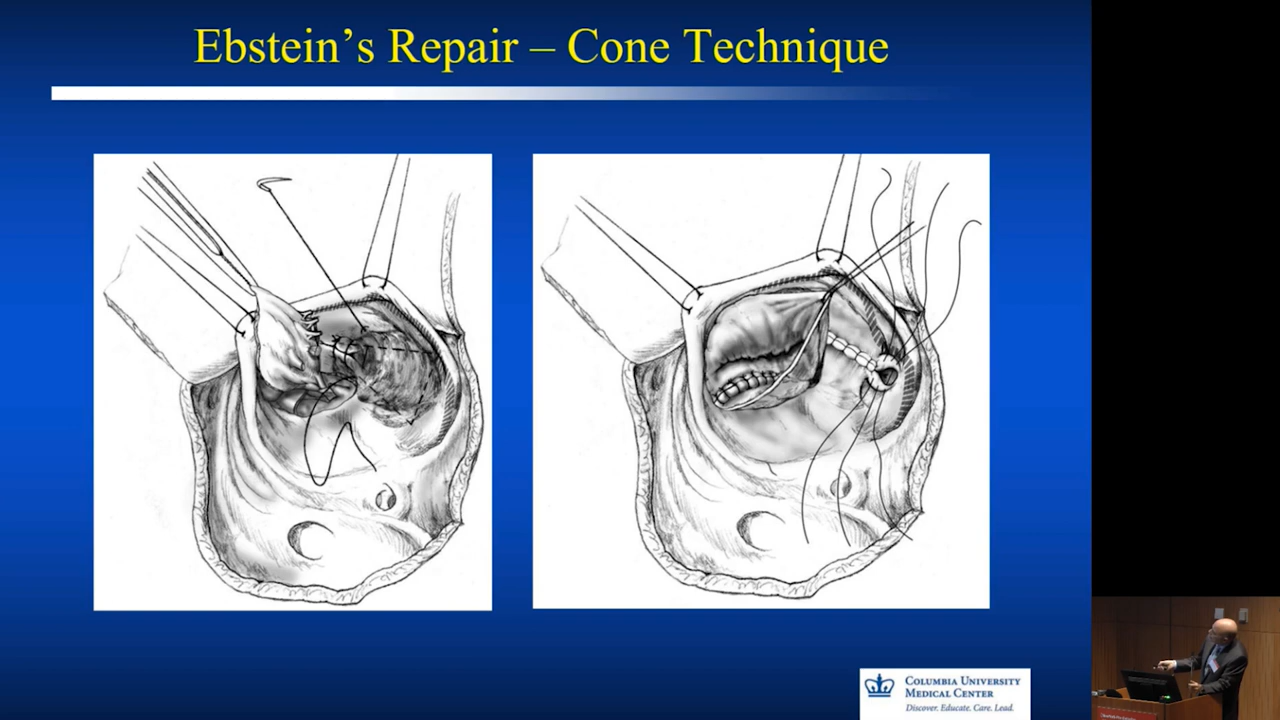 Ebstein's Repair – Cone Technique
COLUMBIA UNIVERSITY
MEDICAL CENTER
Discover. Educate. Care. Lead.